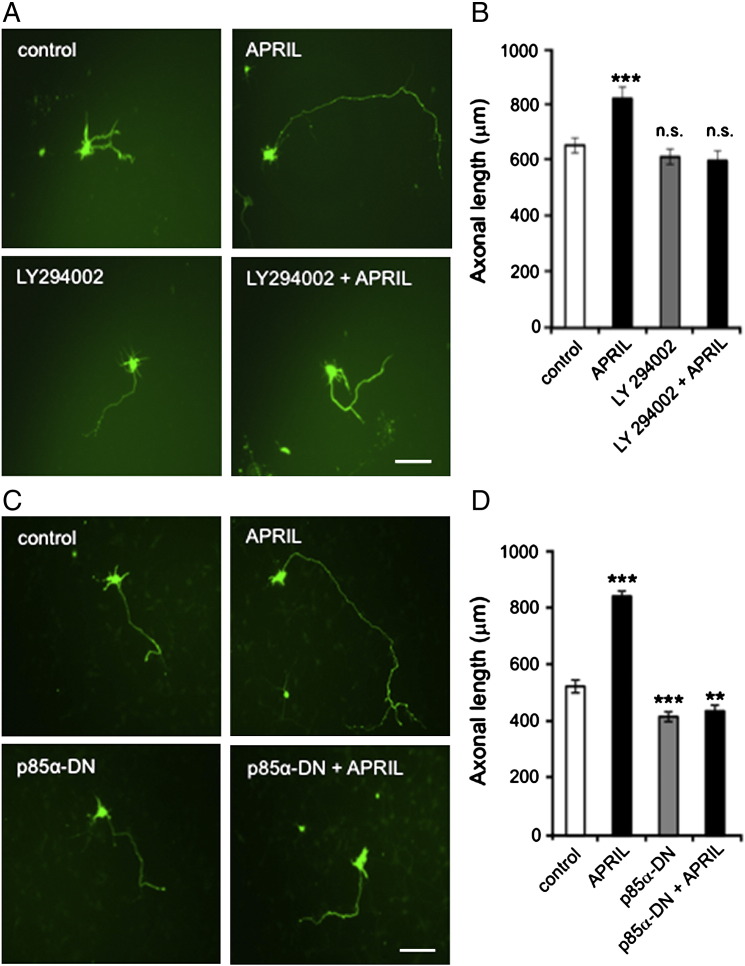 A
control
APRIL
LY294002
LY294002 + APRIL
B
Axonal length (μm)
1000
800
600
400
200
0
***
n.s.
n.s.
control
APRIL
LY 294002
LY 294002 + APRIL
C
control
APRIL
p85α-DN
p85α-DN + APRIL
D
Axonal length (μm)
1000
800
600
400
200
0
***
***
**
control
APRIL
p85α-DN
p85α-DN + APRIL